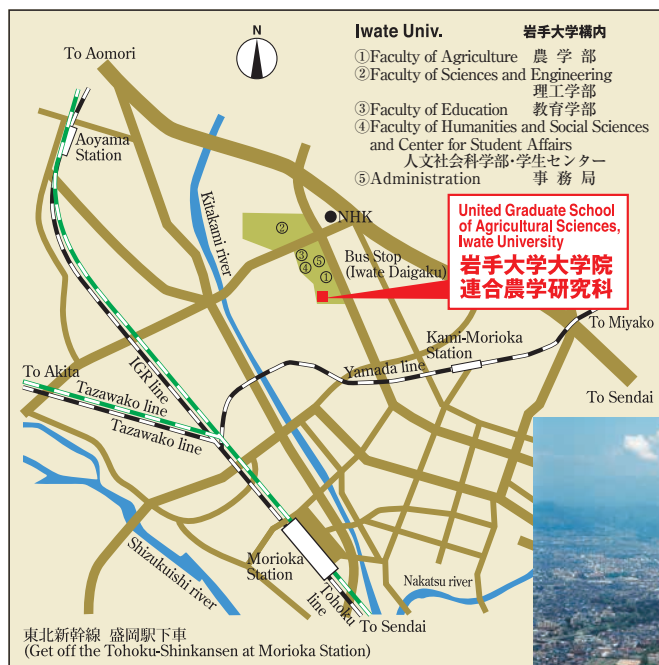 N
Iwate Univ. 岩手大学構内
①Faculty of Agriculture 農学部
②Faculty of Sciences and Engineering
理工学部
③Faculty of Education 教育学部
④Faculty of Humanities and Social Sciences
and Center for Student Affairs
人文社会科学部・学生センター
⑤Administration 事務局
To Aomori
Aoyama
Station
Kitakami river
NHK
②
③
④
⑤
①
Bus Stop
(Iwate Daigaku)
United Graduate School
of Agricultural Sciences,
Iwate University
岩手大学大学院
連合農学研究科
To Miyako
Kami-Morioka
Station
Yamada line
To Sendai
IGR line
To Akita
Tazawako line
Tazawako line
Shizukuishi river
Morioka
Station
Tohoku
line
Nakatsu river
To Sendai
東北新幹線 盛岡駅下車
(Get off the Tohoku-Shinkansen at Morioka Station)